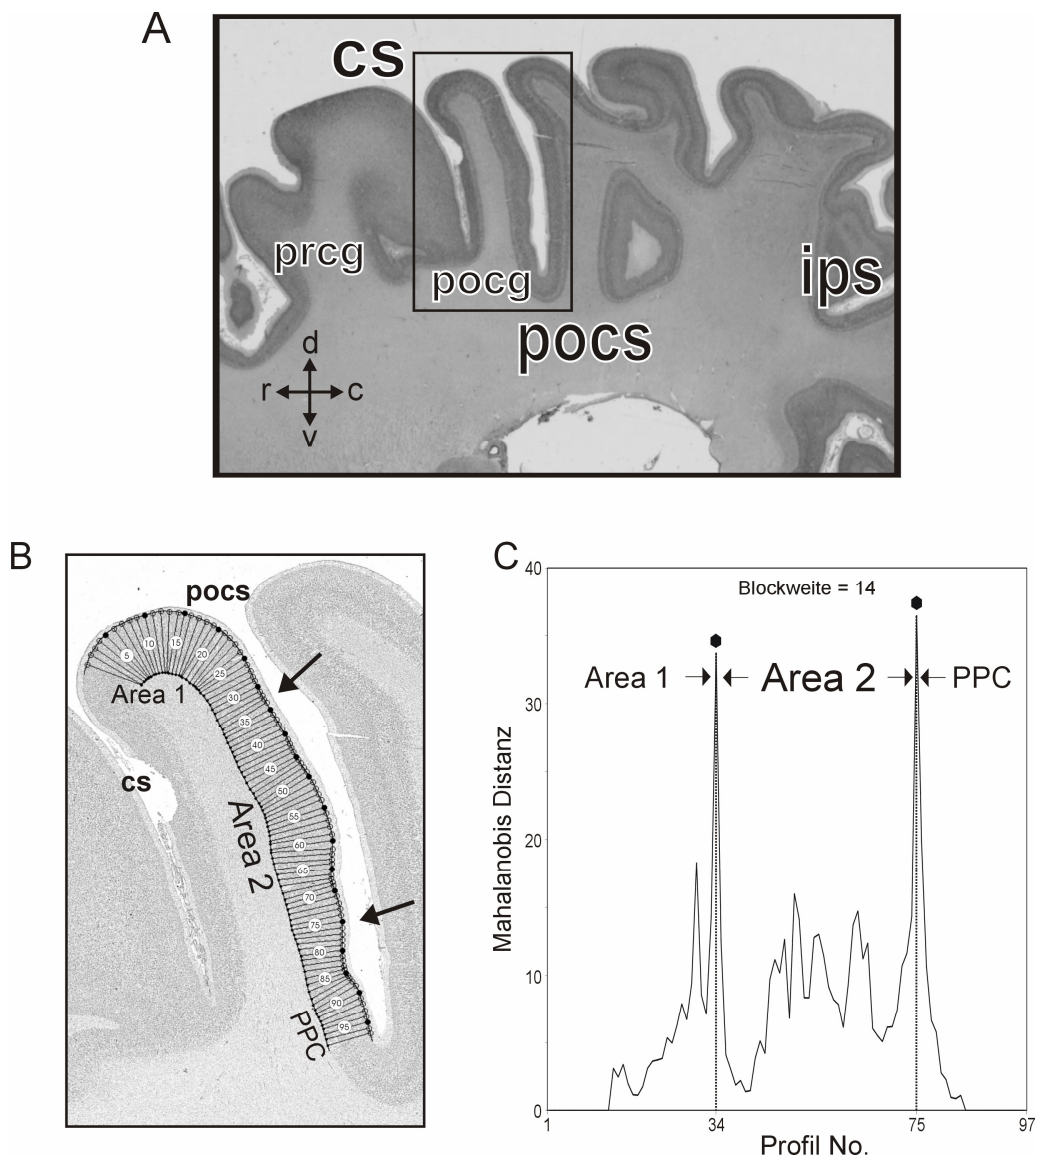 A
cs
prcg
pocg
ips
pocs
d
r c
v
B
pocs
5 10 15 20 25 30 35 40 45 50 55 60 65 70 75 80 85 90 95
Area 1
cs
Area 2
PPC
C
40
Blockweite = 14
Area 1 Area 2 PPC
30
20
10
0
Mahalanobis Distanz
1 34 75 97
Profil No.